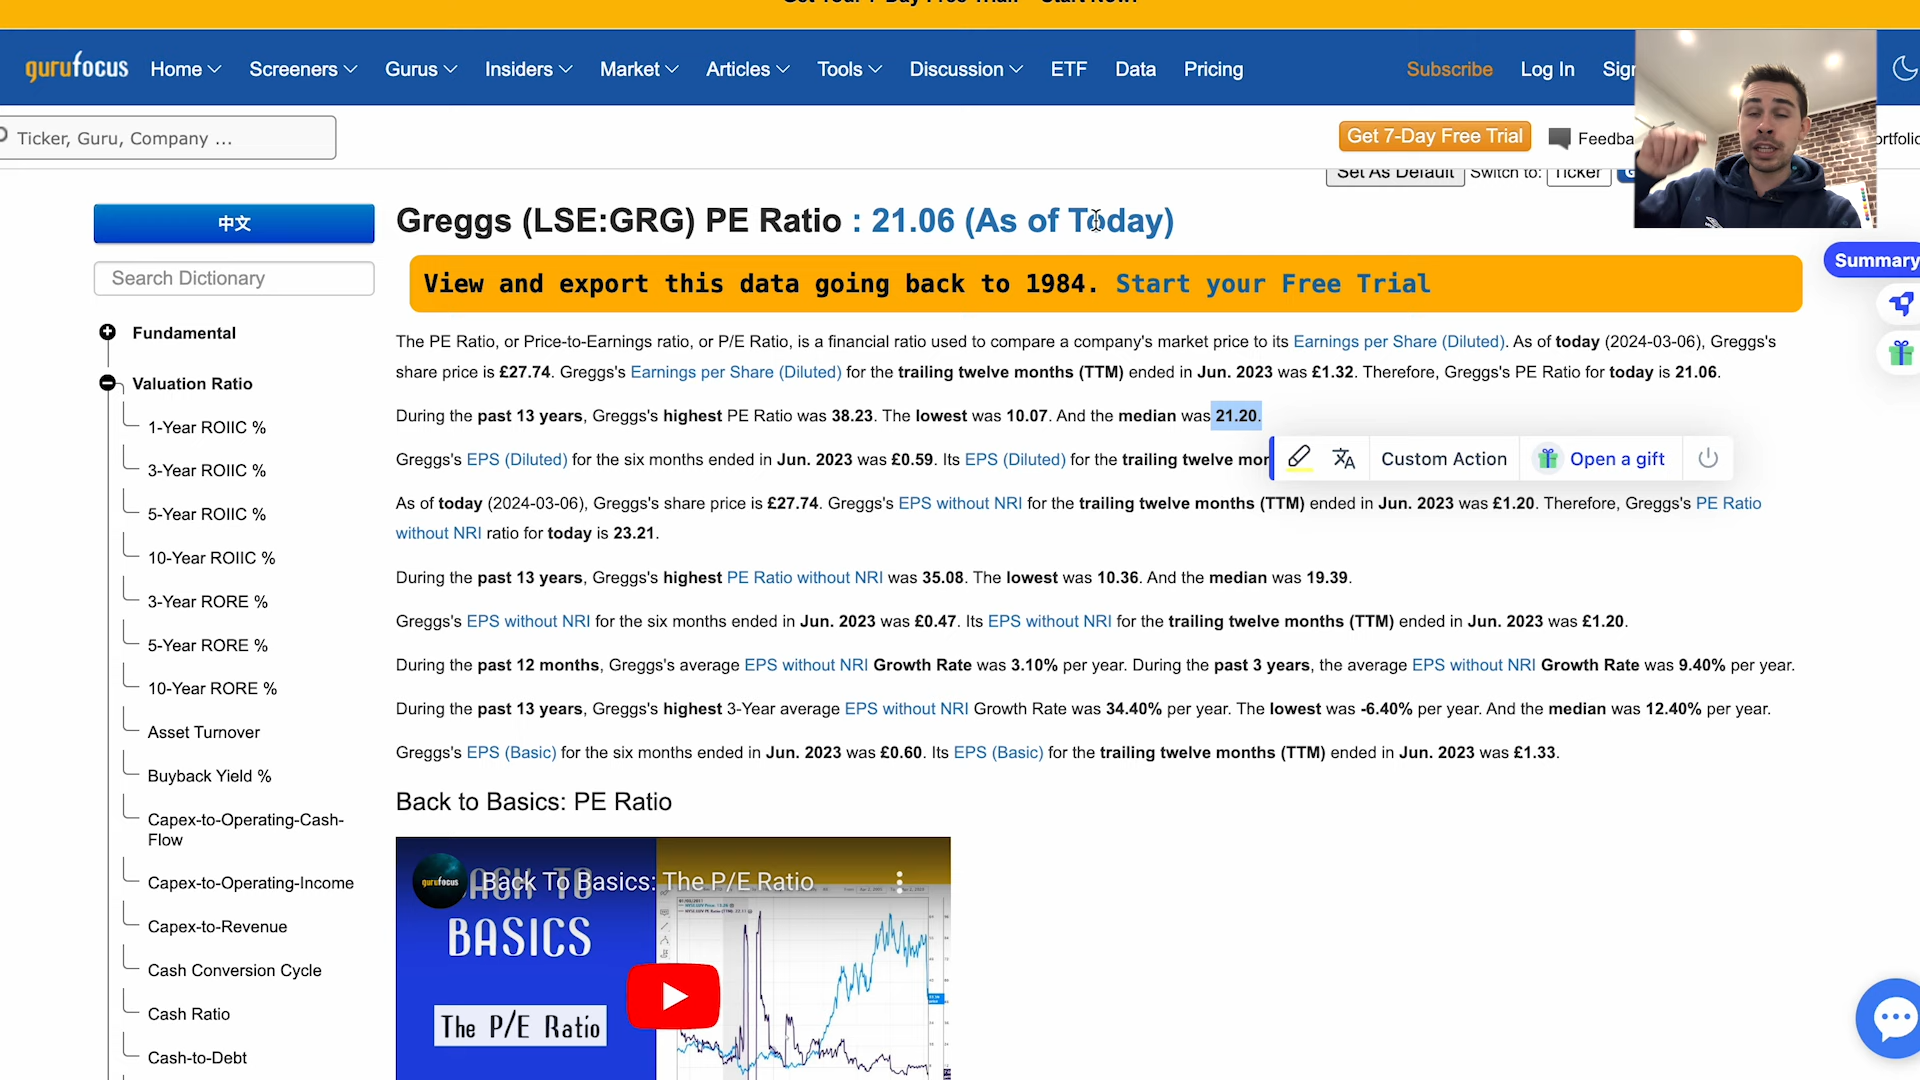 gurufocus
Home
Screeners
Gurus
Insiders
Market
Articles
Tools
Discussion
ETF
Data
Pricing
Subscribe
Log In
Ticker, Guru, Company ...
Get 7-Day Free Trial
Set As Default
Switch to:
Ticker
中文
Search Dictionary
Greggs (LSE:GRG) PE Ratio : 21.06 (As of Today)
View and export this data going back to 1984. Start your Free Trial
Summary
Fundamental
Valuation Ratio
1-Year ROIIC %
3-Year ROIIC %
5-Year ROIIC %
10-Year ROIIC %
3-Year RORE %
5-Year RORE %
10-Year RORE %
Asset Turnover
Buyback Yield %
Capex-to-Operating-Cash-
Flow
Capex-to-Operating-Income
Capex-to-Revenue
Cash Conversion Cycle
Cash Ratio
Cash-to-Debt
The PE Ratio, or Price-to-Earnings ratio, or P/E Ratio, is a financial ratio used to compare a company's market price to its Earnings per Share (Diluted). As of today (2024-03-06), Greggs's
share price is £27.74. Greggs's Earnings per Share (Diluted) for the trailing twelve months (TTM) ended in Jun. 2023 was £1.32. Therefore, Greggs's PE Ratio for today is 21.06.
During the past 13 years, Greggs's highest PE Ratio was 38.23. The lowest was 10.07. And the median was 21.20.
Greggs's EPS (Diluted) for the six months ended in Jun. 2023 was £0.59. Its EPS (Diluted) for the trailing twelve
Custom Action
Open a gift
As of today (2024-03-06), Greggs's share price is £27.74. Greggs's EPS without NRI for the trailing twelve months (TTM) ended in Jun. 2023 was £1.20. Therefore, Greggs's PE Ratio
without NRI ratio for today is 23.21.
During the past 13 years, Greggs's highest PE Ratio without NRI was 35.08. The lowest was 10.36. And the median was 19.39.
Greggs's EPS without NRI for the six months ended in Jun. 2023 was £0.47. Its EPS without NRI for the trailing twelve months (TTM) ended in Jun. 2023 was £1.20.
During the past 12 months, Greggs's average EPS without NRI Growth Rate was 3.10% per year. During the past 3 years, the average EPS without NRI Growth Rate was 9.40% per year.
During the past 13 years, Greggs's highest 3-Year average EPS without NRI Growth Rate was 34.40% per year. The lowest was -6.40% per year. And the median was 12.40% per year.
Greggs's EPS (Basic) for the six months ended in Jun. 2023 was £0.60. Its EPS (Basic) for the trailing twelve months (TTM) ended in Jun. 2023 was £1.33.
Back to Basics: PE Ratio
gurufocus
Back To Basics: The P/E Ratio
BACK TO
BASICS
The P/E Ratio